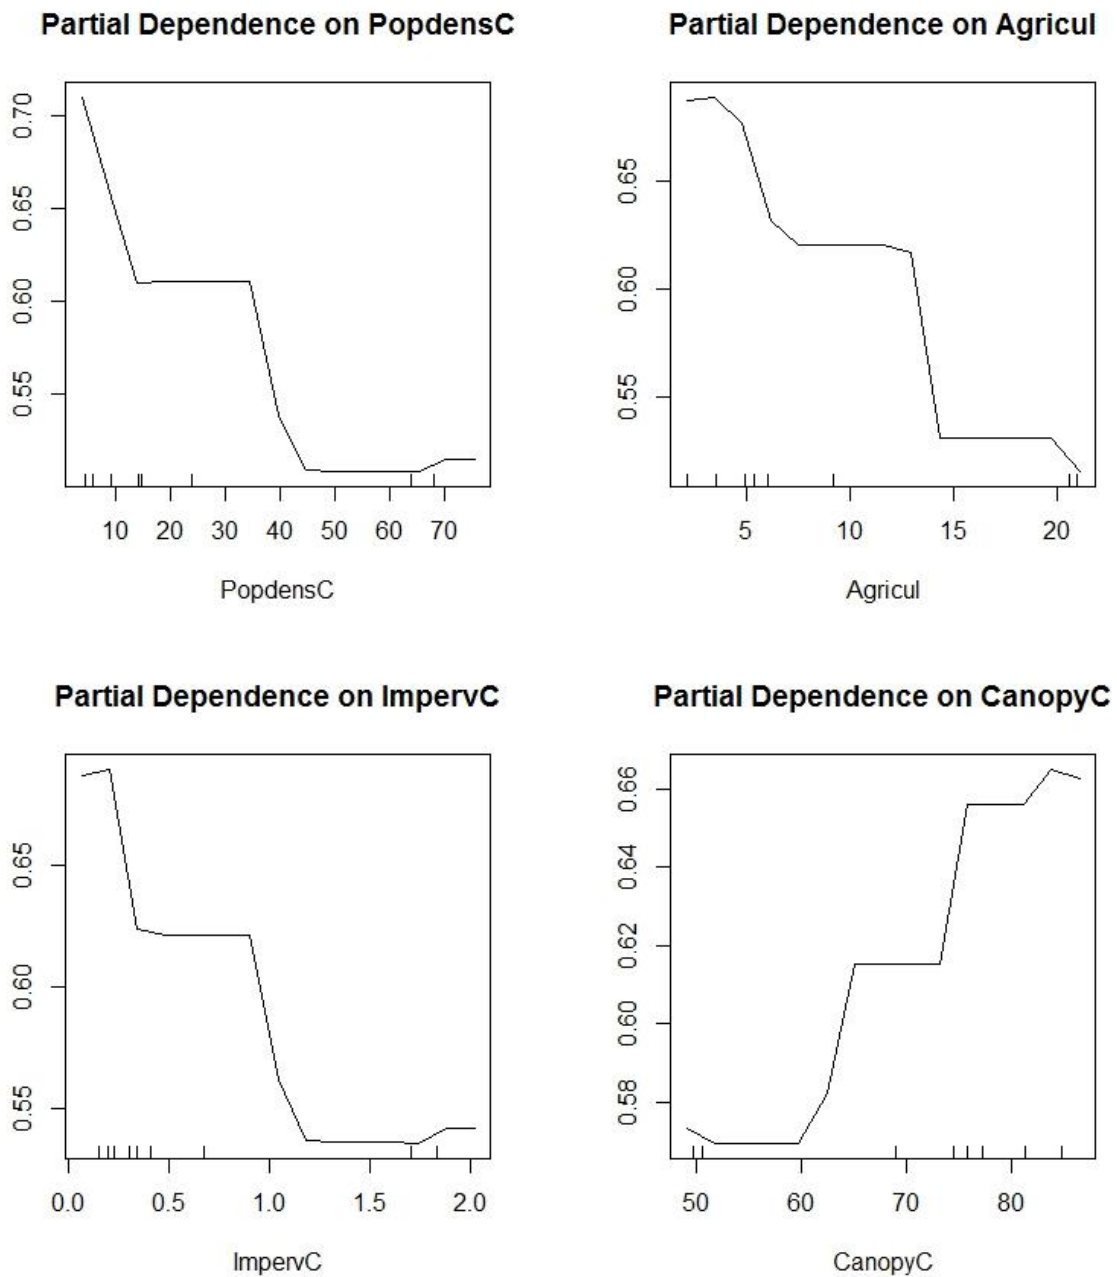 Partial Dependence on PopdensC
0.70
0.65
0.60
0.55
10 20 30 40 50 60 70
PopdensC
Partial Dependence on Agricul
0.65
0.60
0.55
5 10 15 20
Agricul
Partial Dependence on ImpervC
0.65
0.60
0.55
0.0 0.5 1.0 1.5 2.0
ImpervC
Partial Dependence on CanopyC
0.66
0.64
0.62
0.60
0.58
50 60 70 80
CanopyC